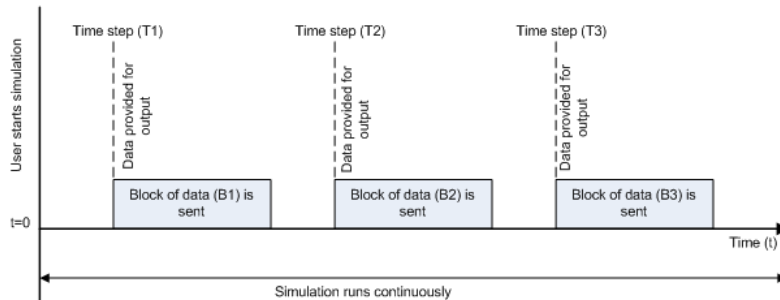 Time step (T1)
Time step (T2)
Time step (T3)
User starts simulation
Data provided for
output
Data provided for
output
Data provided for
output
Block of data (B1) is
sent
Block of data (B2) is
sent
Block of data (B3) is
sent
t=0
Time (t)
Simulation runs continuously